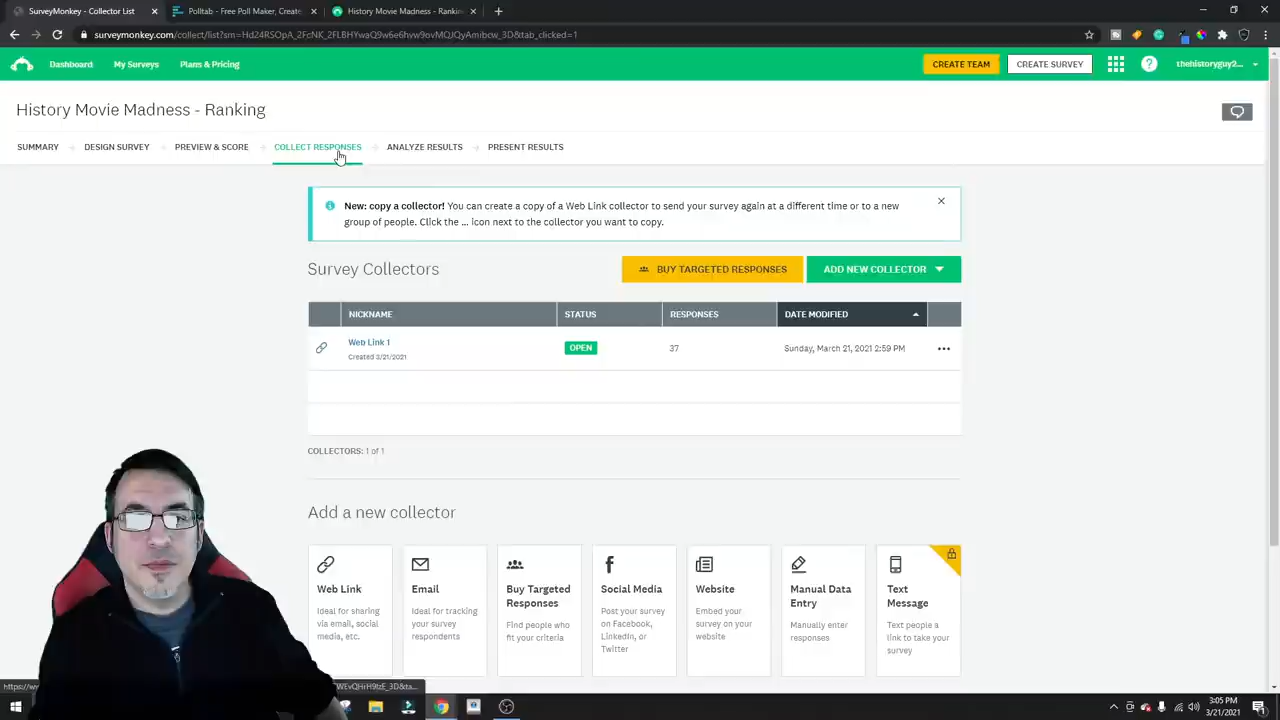 SurveyMonkey - Collector List
Polltab - Free Poll Maker, Create
History Movie Madness - Ranking
surveymonkey.com/collect/list?sm=
&tab_clicked=1
Dashboard
My Surveys
Plans & Pricing
CREATE TEAM
CREATE SURVEY
thehistoryguy2...
History Movie Madness - Ranking
SUMMARY
DESIGN SURVEY
PREVIEW & SCORE
COLLECT RESPONSES
ANALYZE RESULTS
PRESENT RESULTS
New: copy a collector! You can create a copy of a Web Link collector to send your survey again at a different time or to a new
group of people. Click the ... icon next to the collector you want to copy.
Survey Collectors
BUY TARGETED RESPONSES
ADD NEW COLLECTOR
NICKNAME
STATUS
RESPONSES
DATE MODIFIED
Web Link 1
Created 3/21/2021
OPEN
37
Sunday, March 21, 2021 2:59 PM
COLLECTORS: 1 of 1
Add a new collector
Web Link
Ideal for sharing
via email, social
media, etc.
Email
Ideal for tracking
your survey
respondents
Buy Targeted
Responses
Find people who
fit your criteria
Social Media
Post your survey
on Facebook,
LinkedIn, or
Twitter
Website
Embed your
survey on your
website
Manual Data
Entry
Manually enter
responses
Text
Message
Text people a
link to take your
survey
3:05 PM
3/21/2021